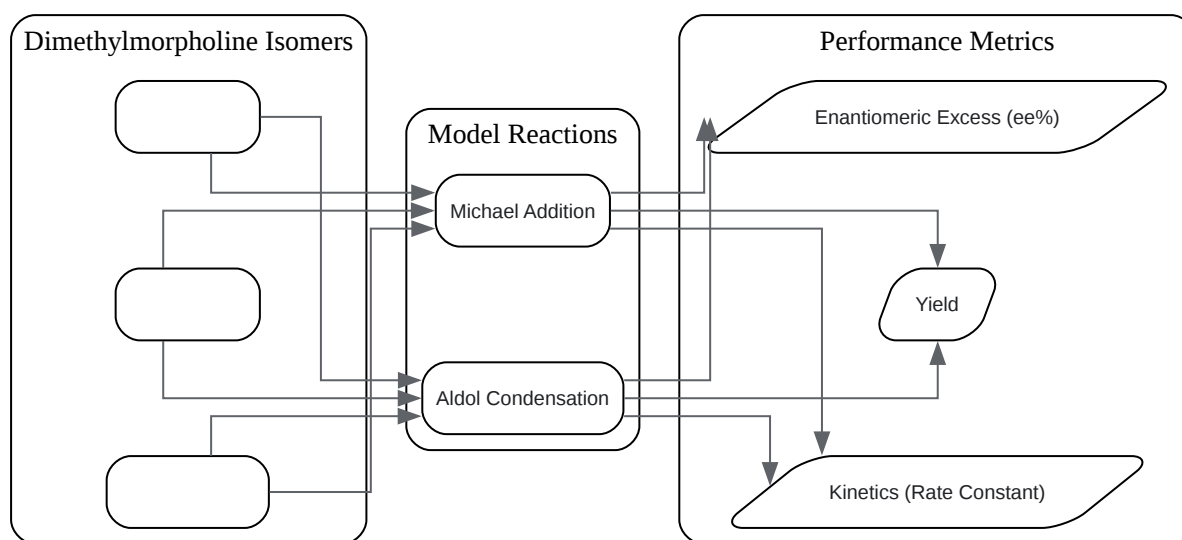 Dimethylmorpholine Isomers
Model Reactions
Michael Addition
Aldol Condensation
Performance Metrics
Enantiomeric Excess (ee%)
Yield
Kinetics (Rate Constant)